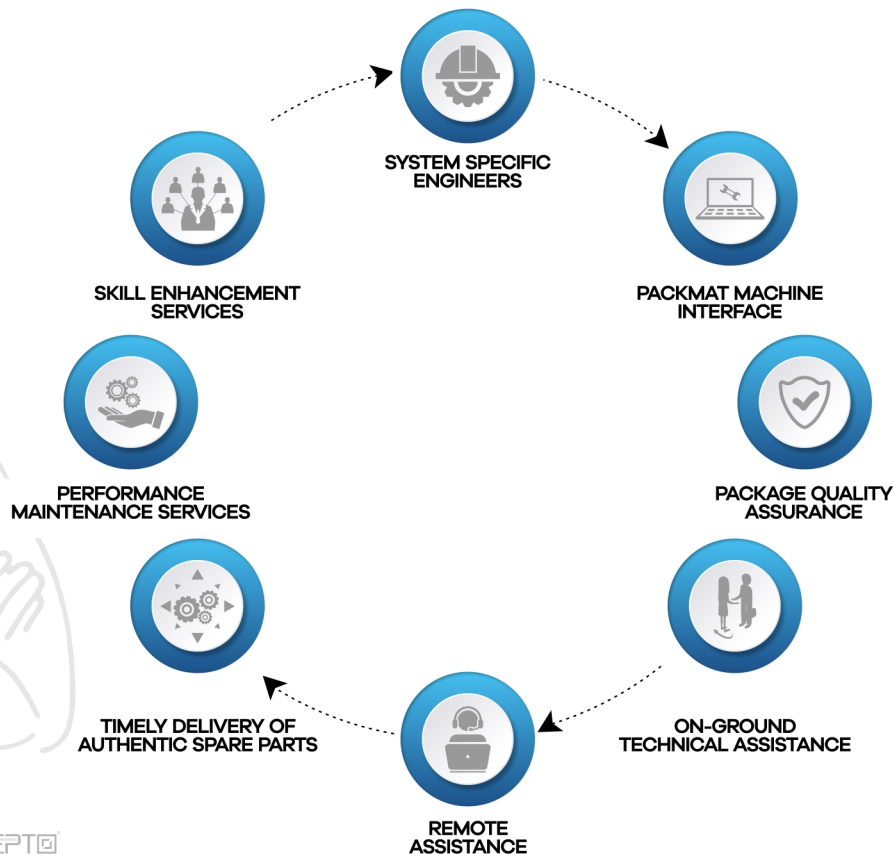 SYSTEM SPECIFIC
ENGINEERS
PACKMAT MACHINE
INTERFACE
PACKAGE QUALITY
ASSURANCE
ON-GROUND
TECHNICAL ASSISTANCE
REMOTE
ASSISTANCE
TIMELY DELIVERY OF
AUTHENTIC SPARE PARTS
PERFORMANCE
MAINTENANCE SERVICES
SKILL ENHANCEMENT
SERVICES